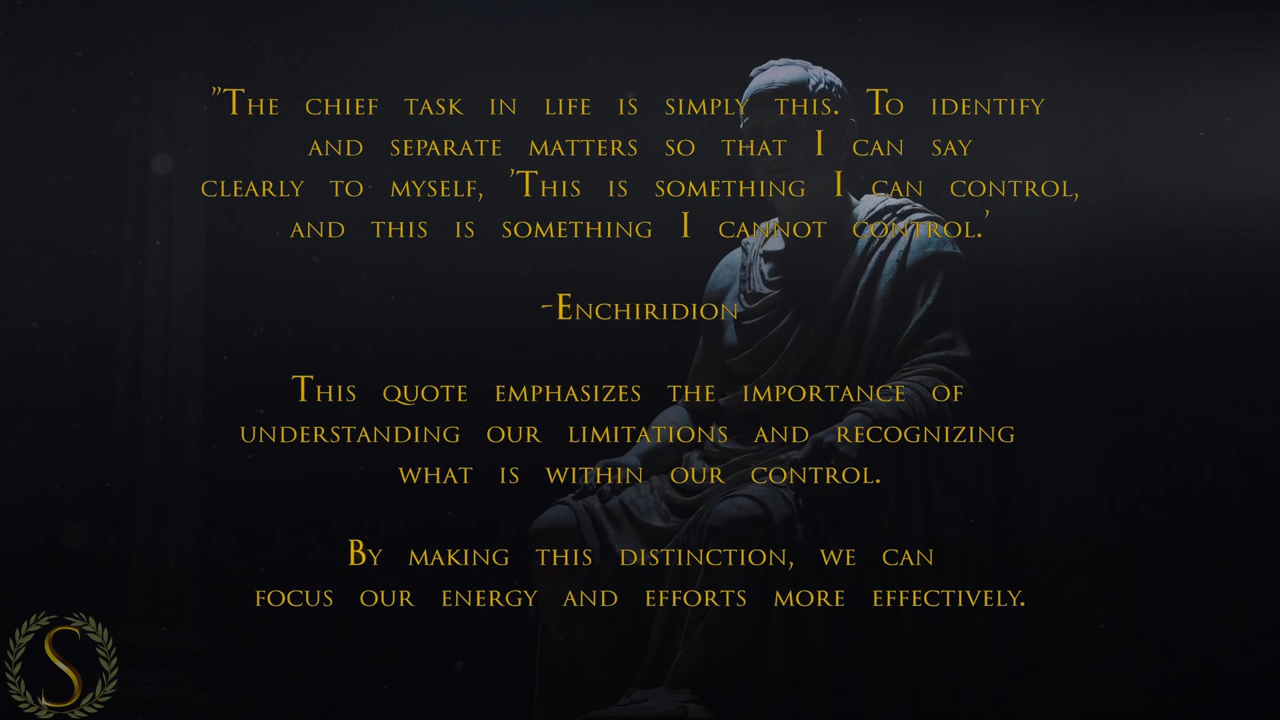 "The chief task in life is simply this. To identify
and separate matters so that I can say
clearly to myself, 'This is something I can control,
and this is something I cannot control.'
-Enchiridion
This quote emphasizes the importance of
understanding our limitations and recognizing
what is within our control.
By making this distinction, we can
focus our energy and efforts more effectively.
S